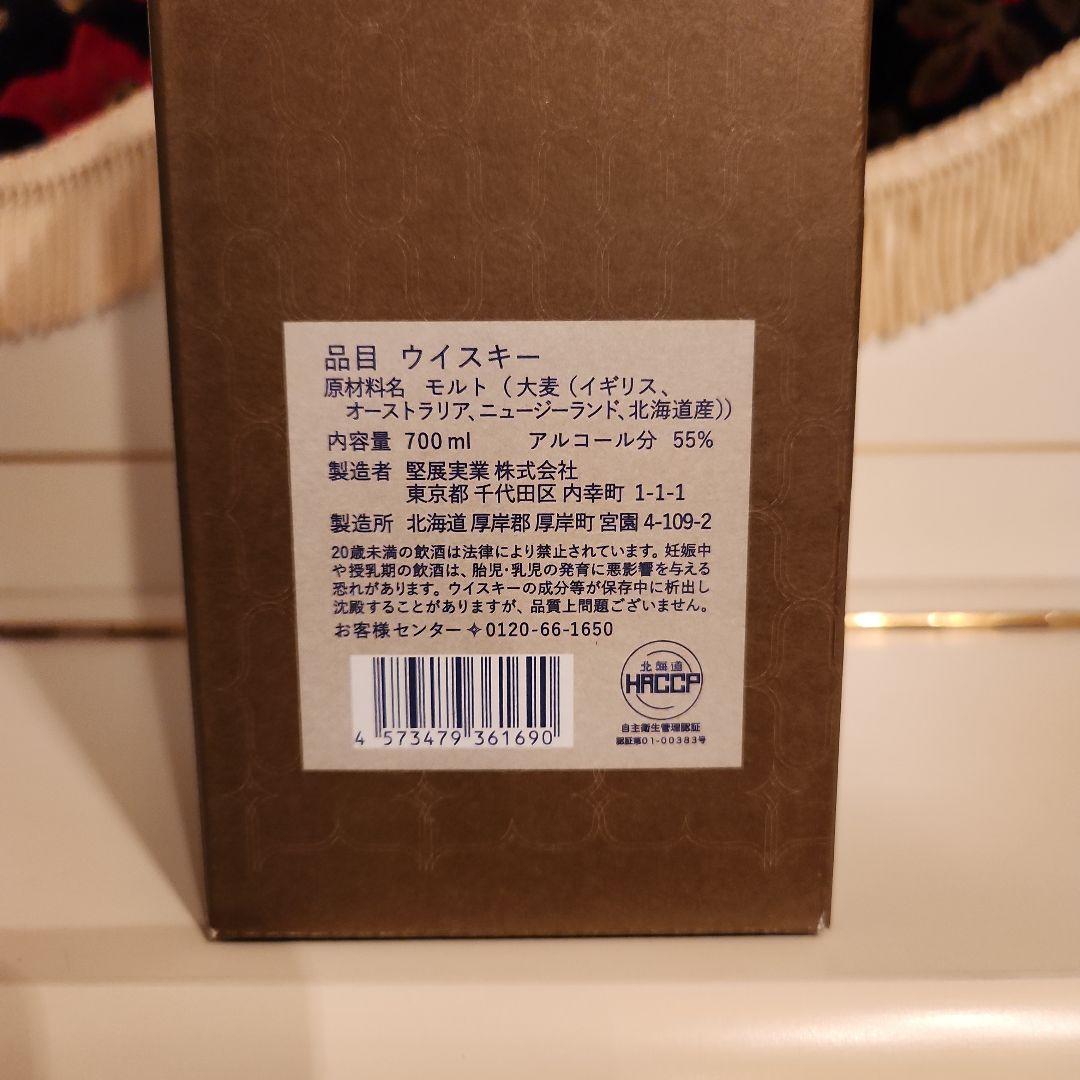 品目 ウイスキー
原材料名 モルト（大麦（イギリス、
オーストラリア、ニュージーランド、北海道産））
内容量 700ml アルコール分 55%
製造者 堅展実業 株式会社
東京都 千代田区 内幸町 1-1-1
製造所 北海道 厚岸郡 厚岸町 宮園 4-109-2
20歳未満の飲酒は法律により禁止されています。妊娠中
や授乳期の飲酒は、胎児・乳児の発育に悪影響を与える
恐れがあります。ウイスキーの成分等が保存中に析出し
沈殿することがありますが、品質上問題ございません。
お客様センター✧0120-66-1650
4 573479 361690
北海道
HACCP
自主衛生管理認証
認証第01-00383号